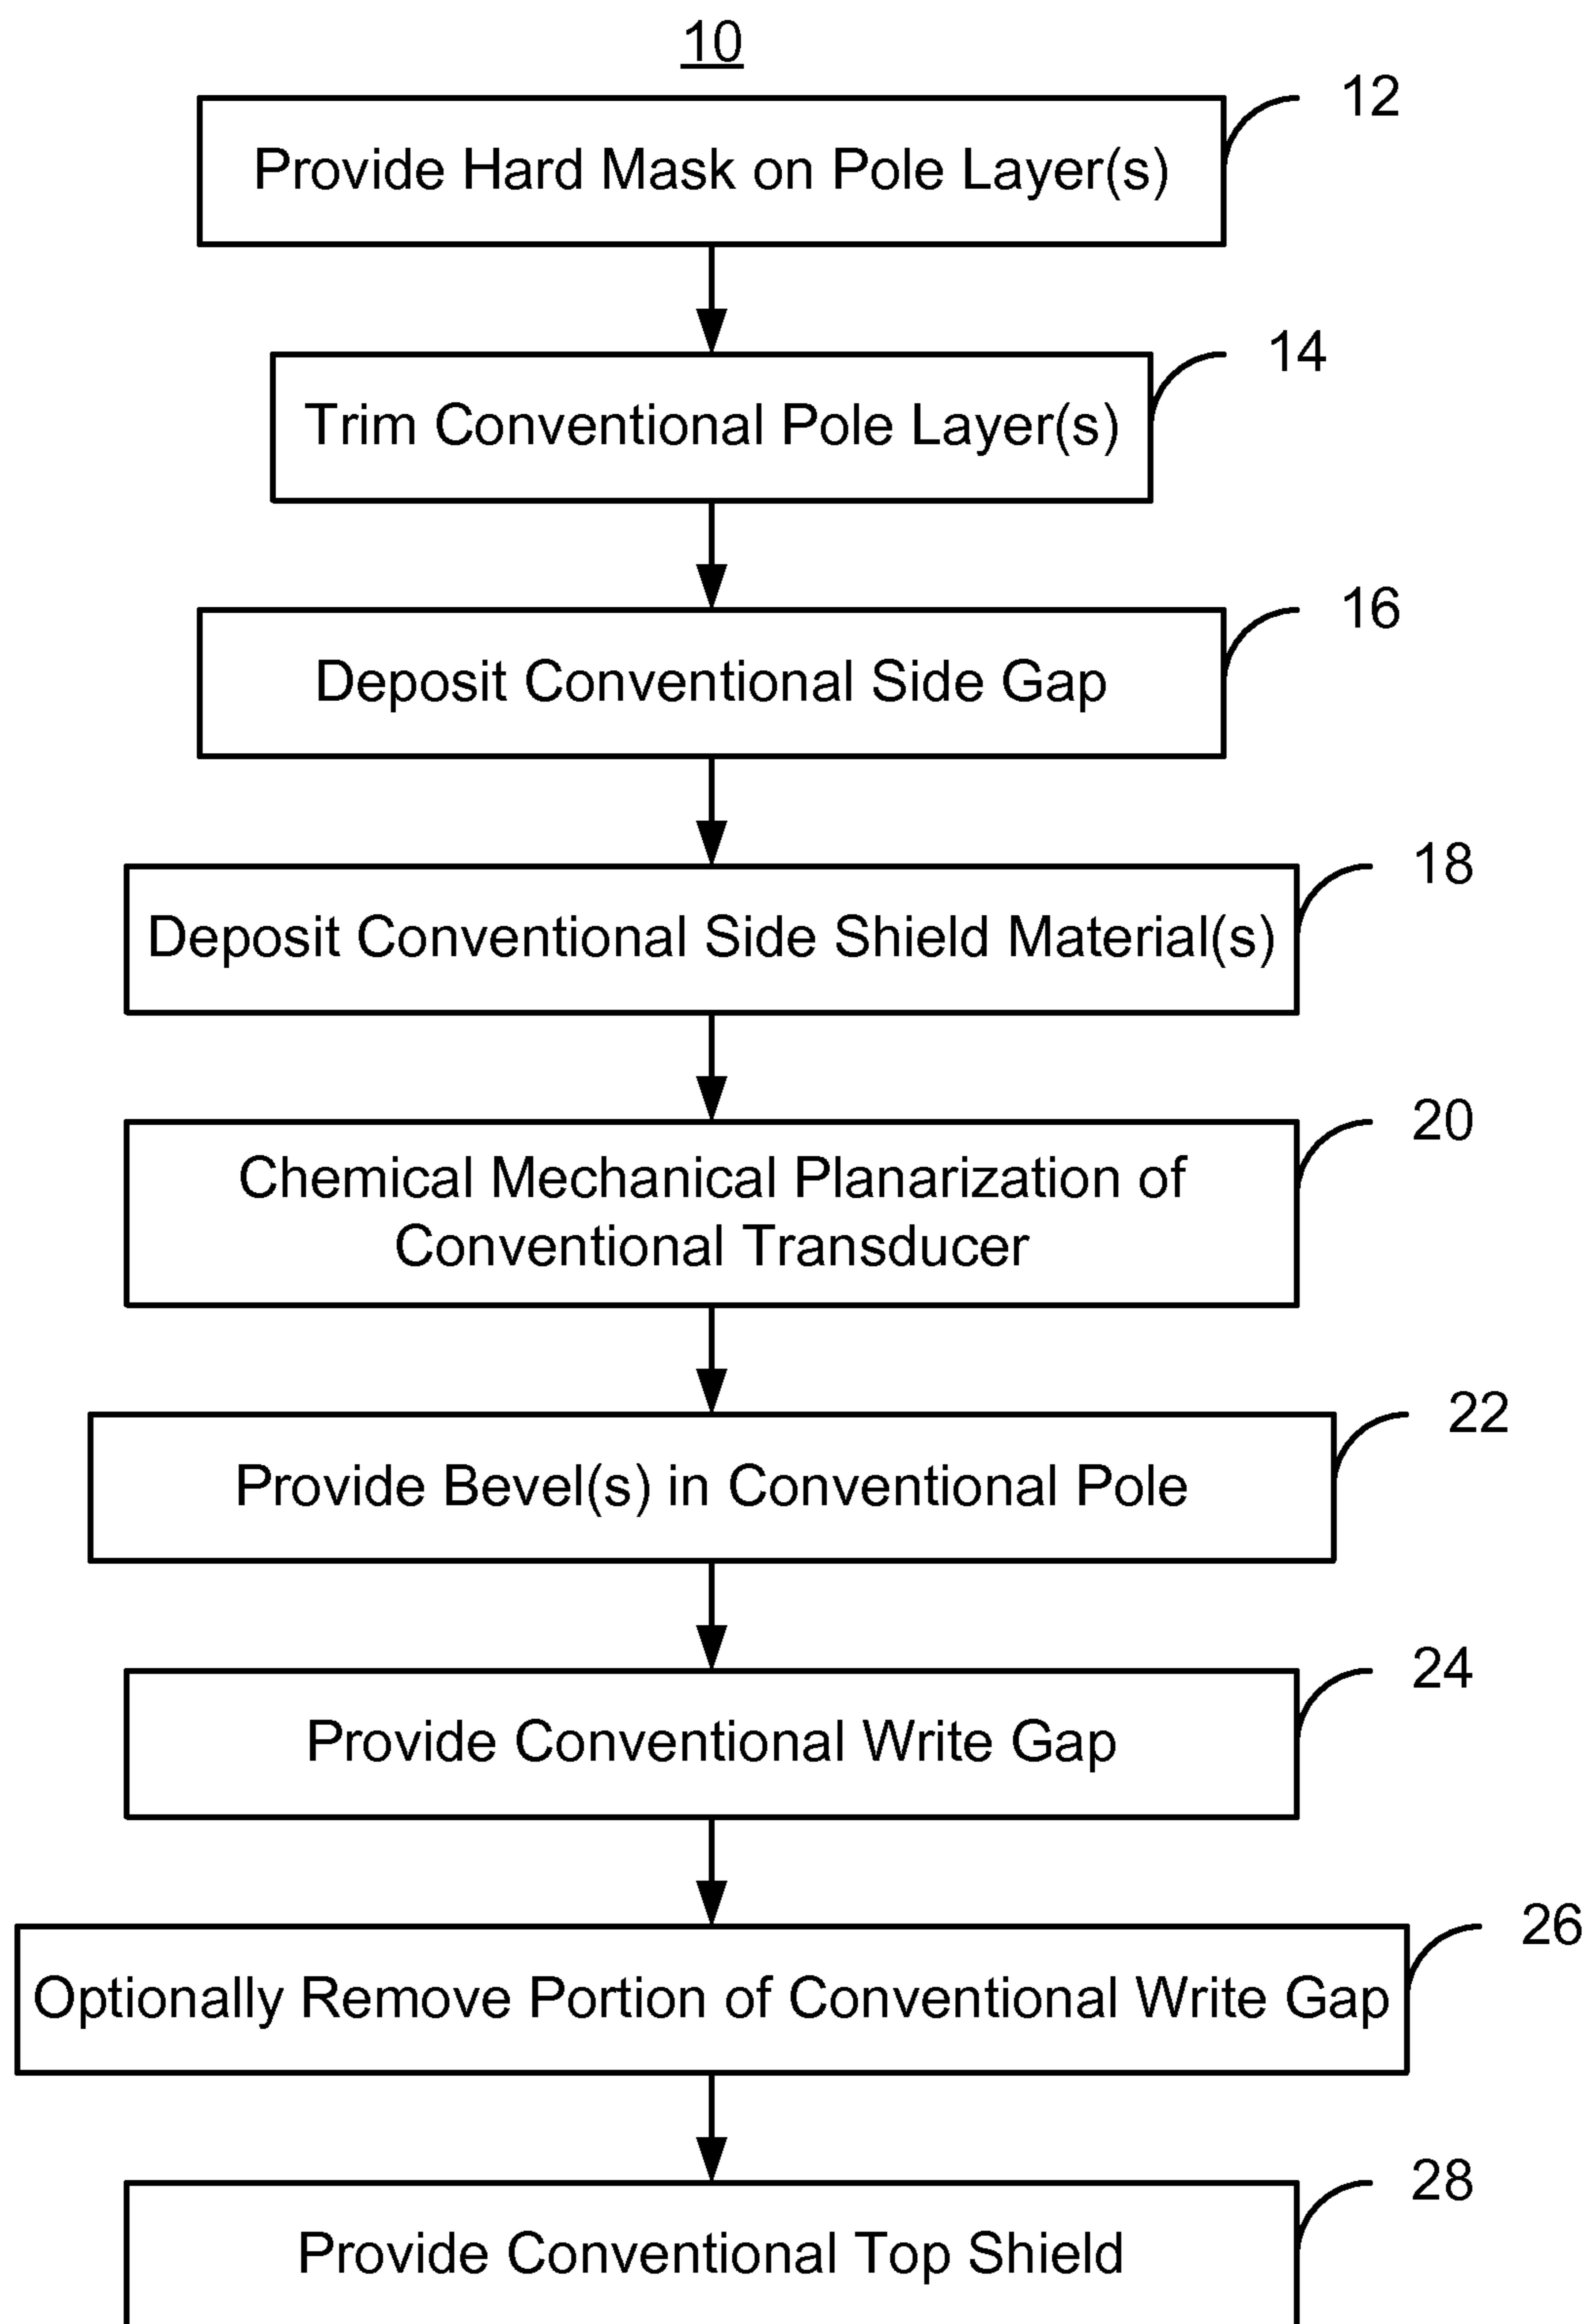 10
12
Provide Hard Mask on Pole Layer(s)
14
Trim Conventional Pole Layer(s)
16
Deposit Conventional Side Gap
18
Deposit Conventional Side Shield Material(s)
20
Chemical Mechanical Planarization of
Conventional Transducer
22
Provide Bevel(s) in Conventional Pole
24
Provide Conventional Write Gap
26
Optionally Remove Portion of Conventional Write Gap
28
Provide Conventional Top Shield